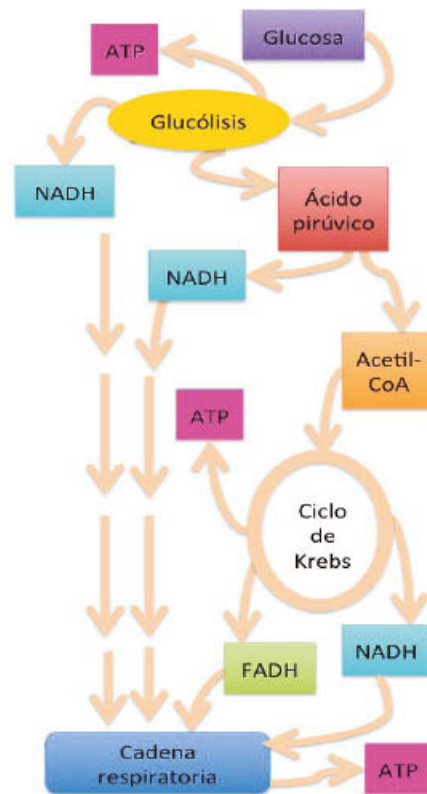 Glucosa
ATP
Glucólisis
NADH
Ácido
pirúvico
NADH
Acetil-
CoA
ATP
Ciclo
de
Krebs
FADH
NADH
Cadena
respiratoria
ATP